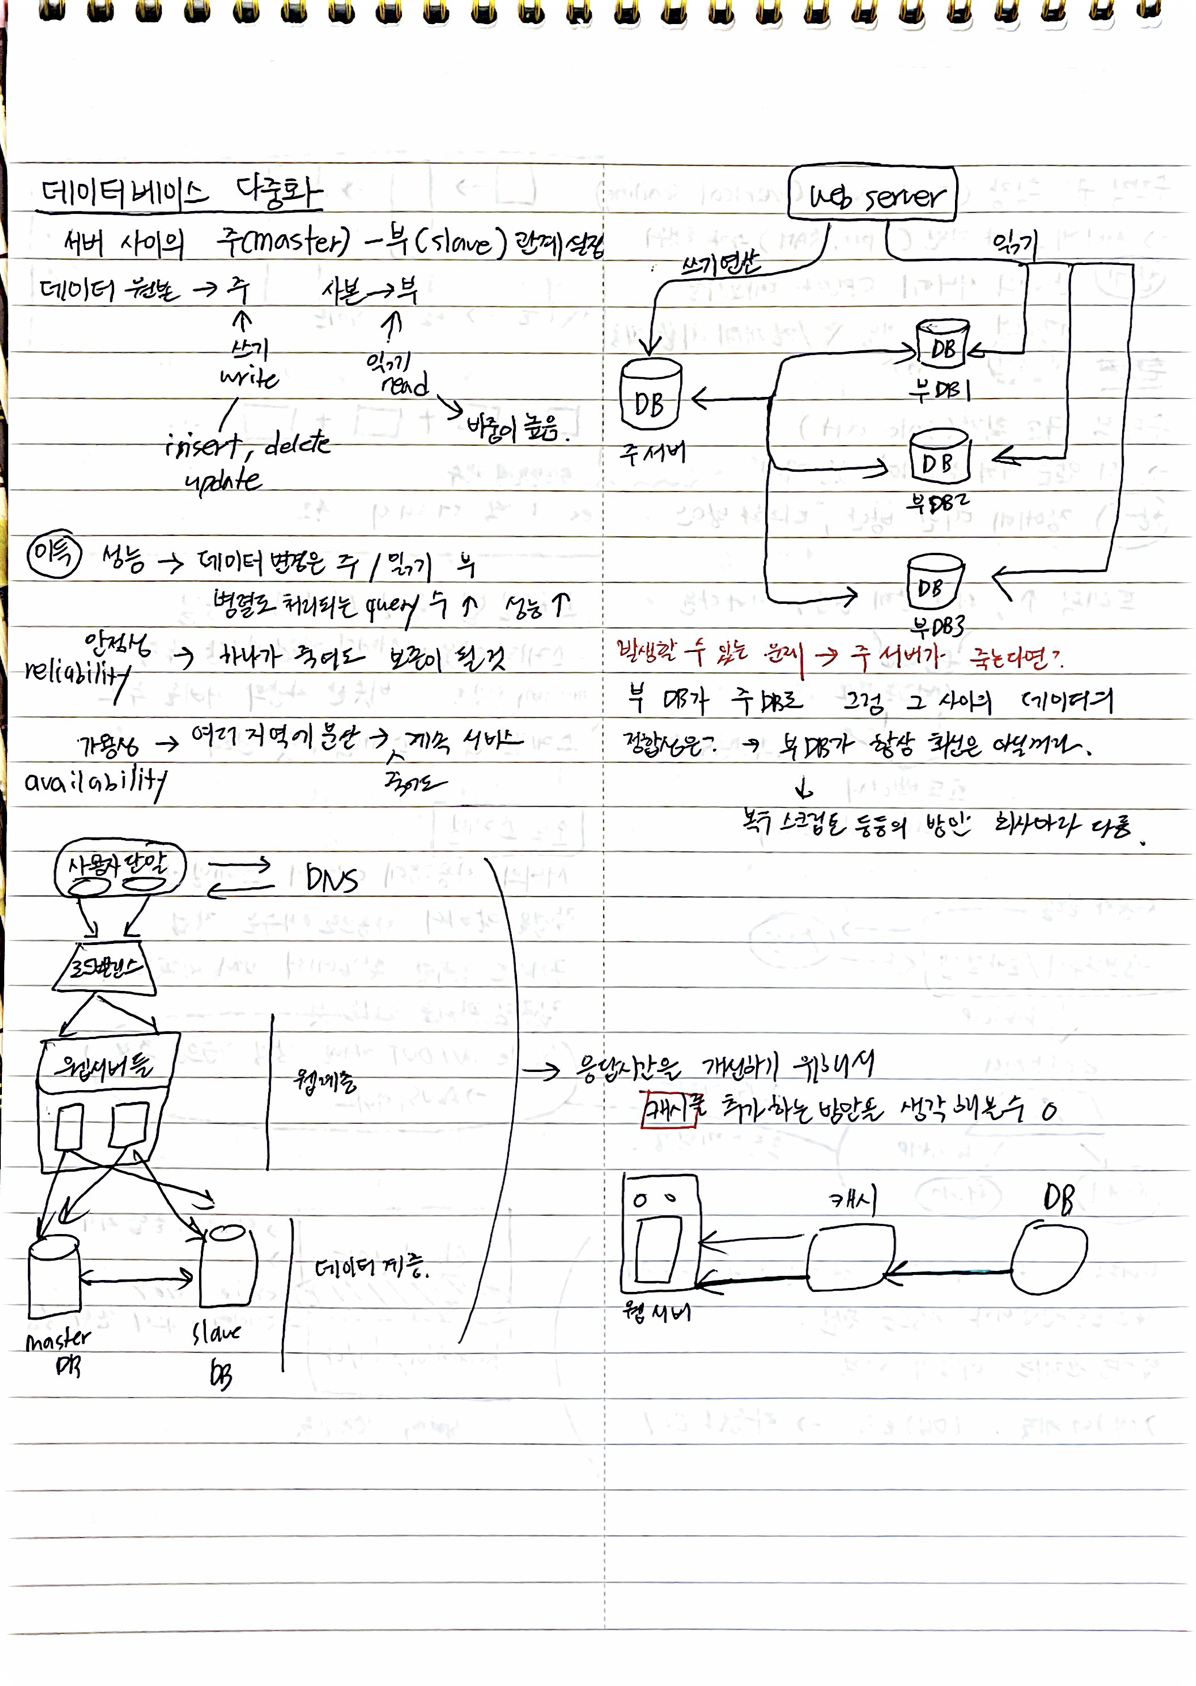 데이터베이스 다중화
서버 사이의 주(master) - 부(slave) 관계 설정
데이터 원본 → 주 사본 → 부
쓰기 읽기
write read
비중이 높음.
insert, delete
update
이득 성능 → 데이터 변경은 주 / 읽기 부
병렬로 처리되는 query 수 ↑ 성능 ↑
안정성 → 하나가 죽어도 보존이 될 것
reliability
가용성 → 여러 지역에 분산 → 계속 서비스
availability 죽어도
사용자 단말 DNS
로드밸런스
웹서버들
웹계층
데이터 계층.
master slave
DB DB
web server
쓰기연산 읽기
DB
주서버
DB
부DB1
DB
부DB2
DB
부DB3
발생할 수 있는 문제 → 주 서버가 죽는다면?
부 DB가 주 DB로 그럼 그 사이의 데이터의
정합성은? → 부 DB가 항상 최신은 아닐꺼라.
↓
복구 스크립트 등등의 방안 회사마다 다름.
→ 응답시간을 개선하기 위해서
캐시를 추가하는 방안을 생각해볼수 o
캐시 DB
웹 서버